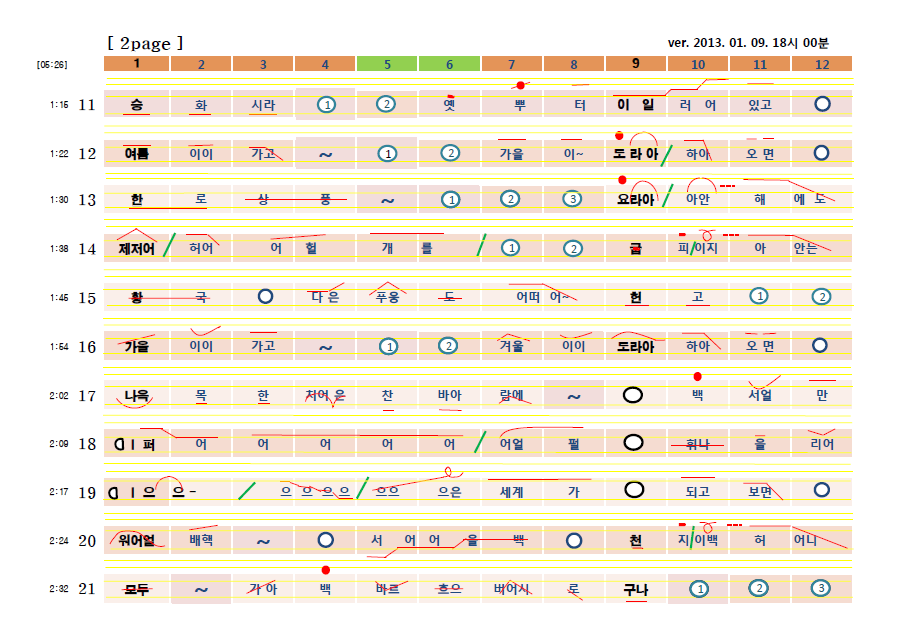 [ 2page ]
ver. 2013. 01. 09. 18시 00분
[05:26] 1 2 3 4 5 6 7 8 9 10 11 12
1:15 11 승 화 시라 ① ② 옛 뿌 터 이 일 러 어 있고 ○
1:22 12 여름 이이 가고 ~ ① ② 가을 이~ 도 라 아 하아 오 면 ○
1:30 13 한 로 상 풍 ~ ① ② ③ 요라아 아안 해 에 도
1:38 14 제저어 허어 어 헐 개 를 ① ② 굽 피 이지 아 안는
1:46 15 황 국 ○ 다 은 푸웅 도 어떠 어~ 헌 고 ① ②
1:54 16 가을 이이 가고 ~ ① ② 겨울 이이 도라아 하아 오 면 ○
2:02 17 나옥 목 한 차어 은 찬 바아 람에 ~ ○ 백 서얼 만
2:09 18 ㅣ 퍼 어 어 어 어 어 어얼 펄 ○ 휘나 을 리어
2:17 19 ㅣ 으 으 - 으 으 으 으 으으 으은 세계 가 ○ 되고 보면 ○
2:24 20 워어얼 배핵 ~ ○ 서 어 어 을 백 ○ 천 지 이백 허 어니
2:32 21 모두 ~ 가 아 백 바르 흐으 버어시 로 구나 ① ② ③